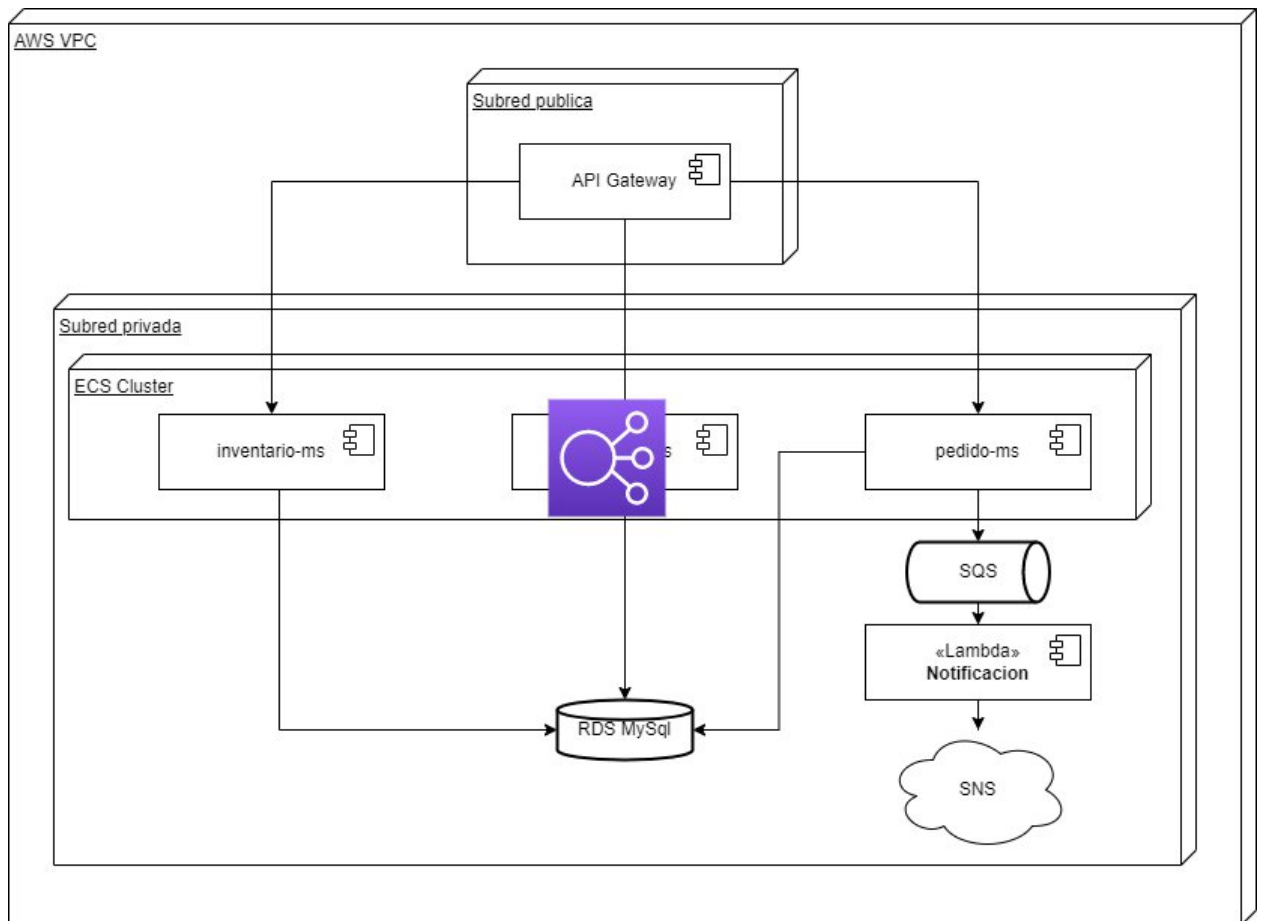 AWS VPC
Subred publica
API Gateway
Subred privada
ECS Cluster
inventario-ms
pedido-ms
SQS
«Lambda»
Notificacion
RDS MySql
SNS